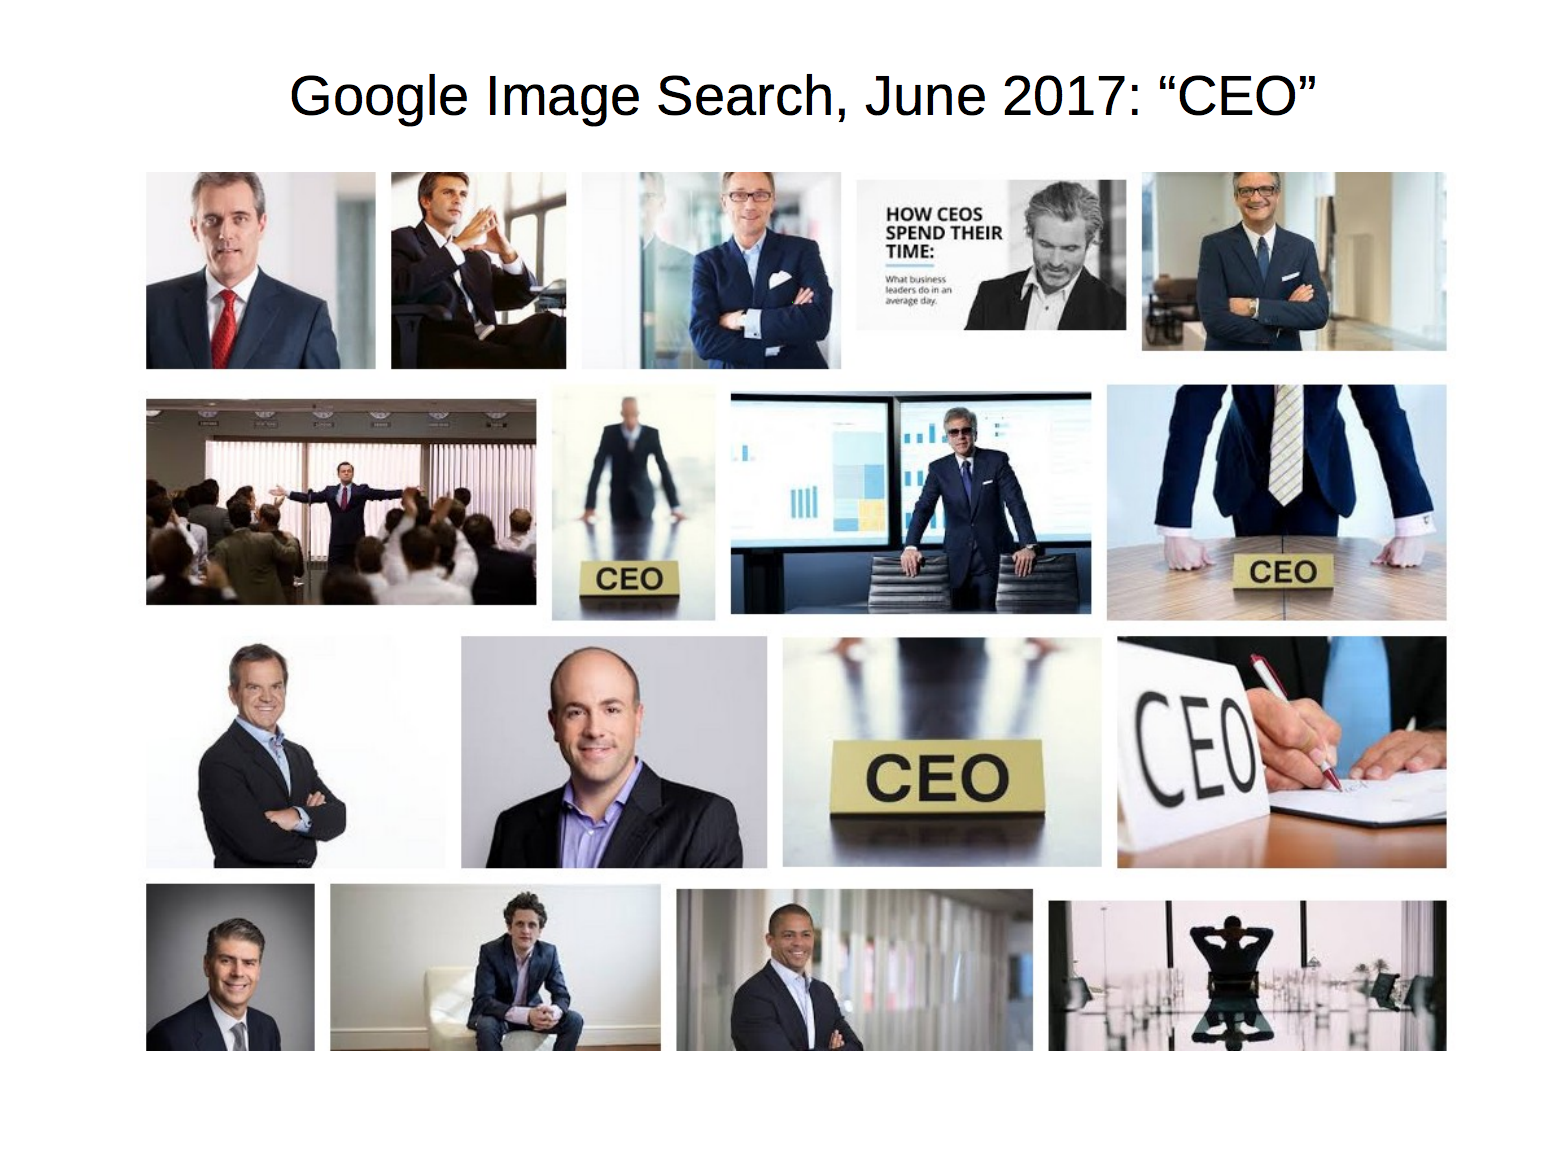 Google Image Search, June 2017: “CEO”
HOW CEOS
SPEND THEIR
TIME:
What business
leaders do in an
average day.
CEO
CEO
CEO
CEO